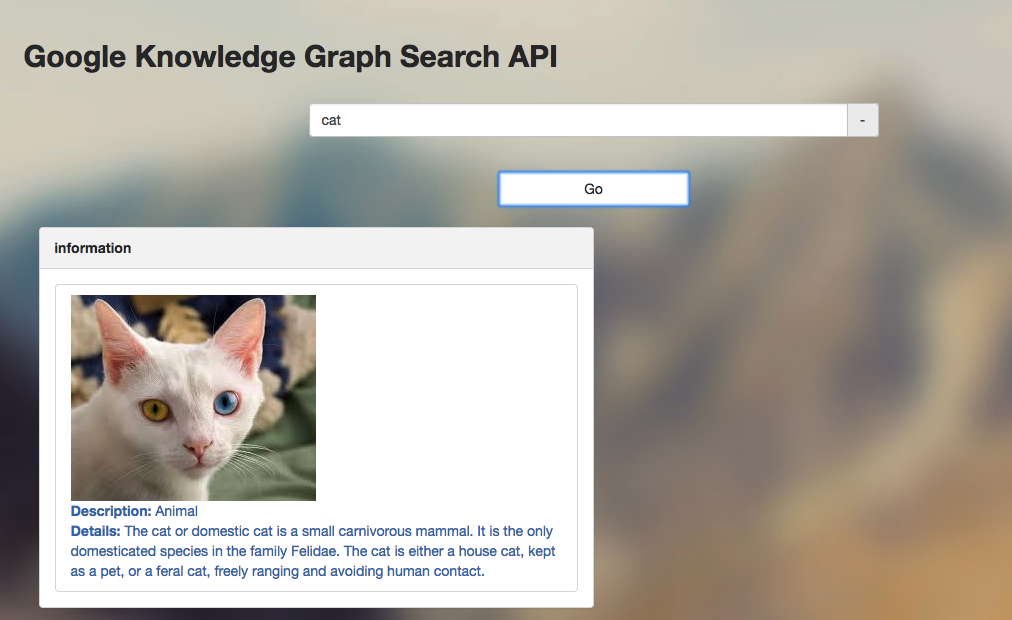 Google Knowledge Graph Search API
cat
-
Go
information
Description: Animal
Details: The cat or domestic cat is a small carnivorous mammal. It is the only
domesticated species in the family Felidae. The cat is either a house cat, kept
as a pet, or a feral cat, freely ranging and avoiding human contact.